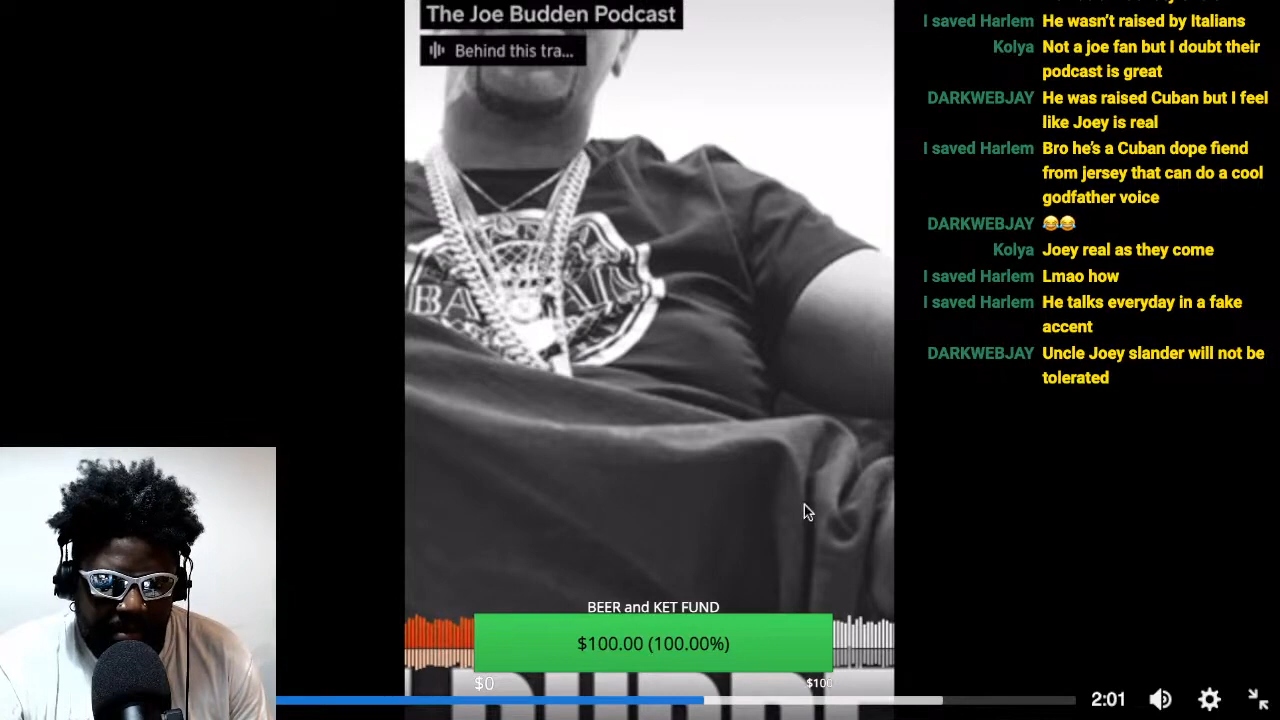 The Joe Budden Podcast
Behind this tra...
I saved Harlem He wasn't raised by Italians
Kolya Not a joe fan but I doubt their
podcast is great
DARKWEBJAY He was raised Cuban but I feel
like Joey is real
I saved Harlem Bro he's a Cuban dope fiend
from jersey that can do a cool
godfather voice
DARKWEBJAY 😂😂
Kolya Joey real as they come
I saved Harlem Lmao how
I saved Harlem He talks everyday in a fake
accent
DARKWEBJAY Uncle Joey slander will not be
tolerated
BEER and KET FUND
$100.00 (100.00%)
$0 $100
2:01